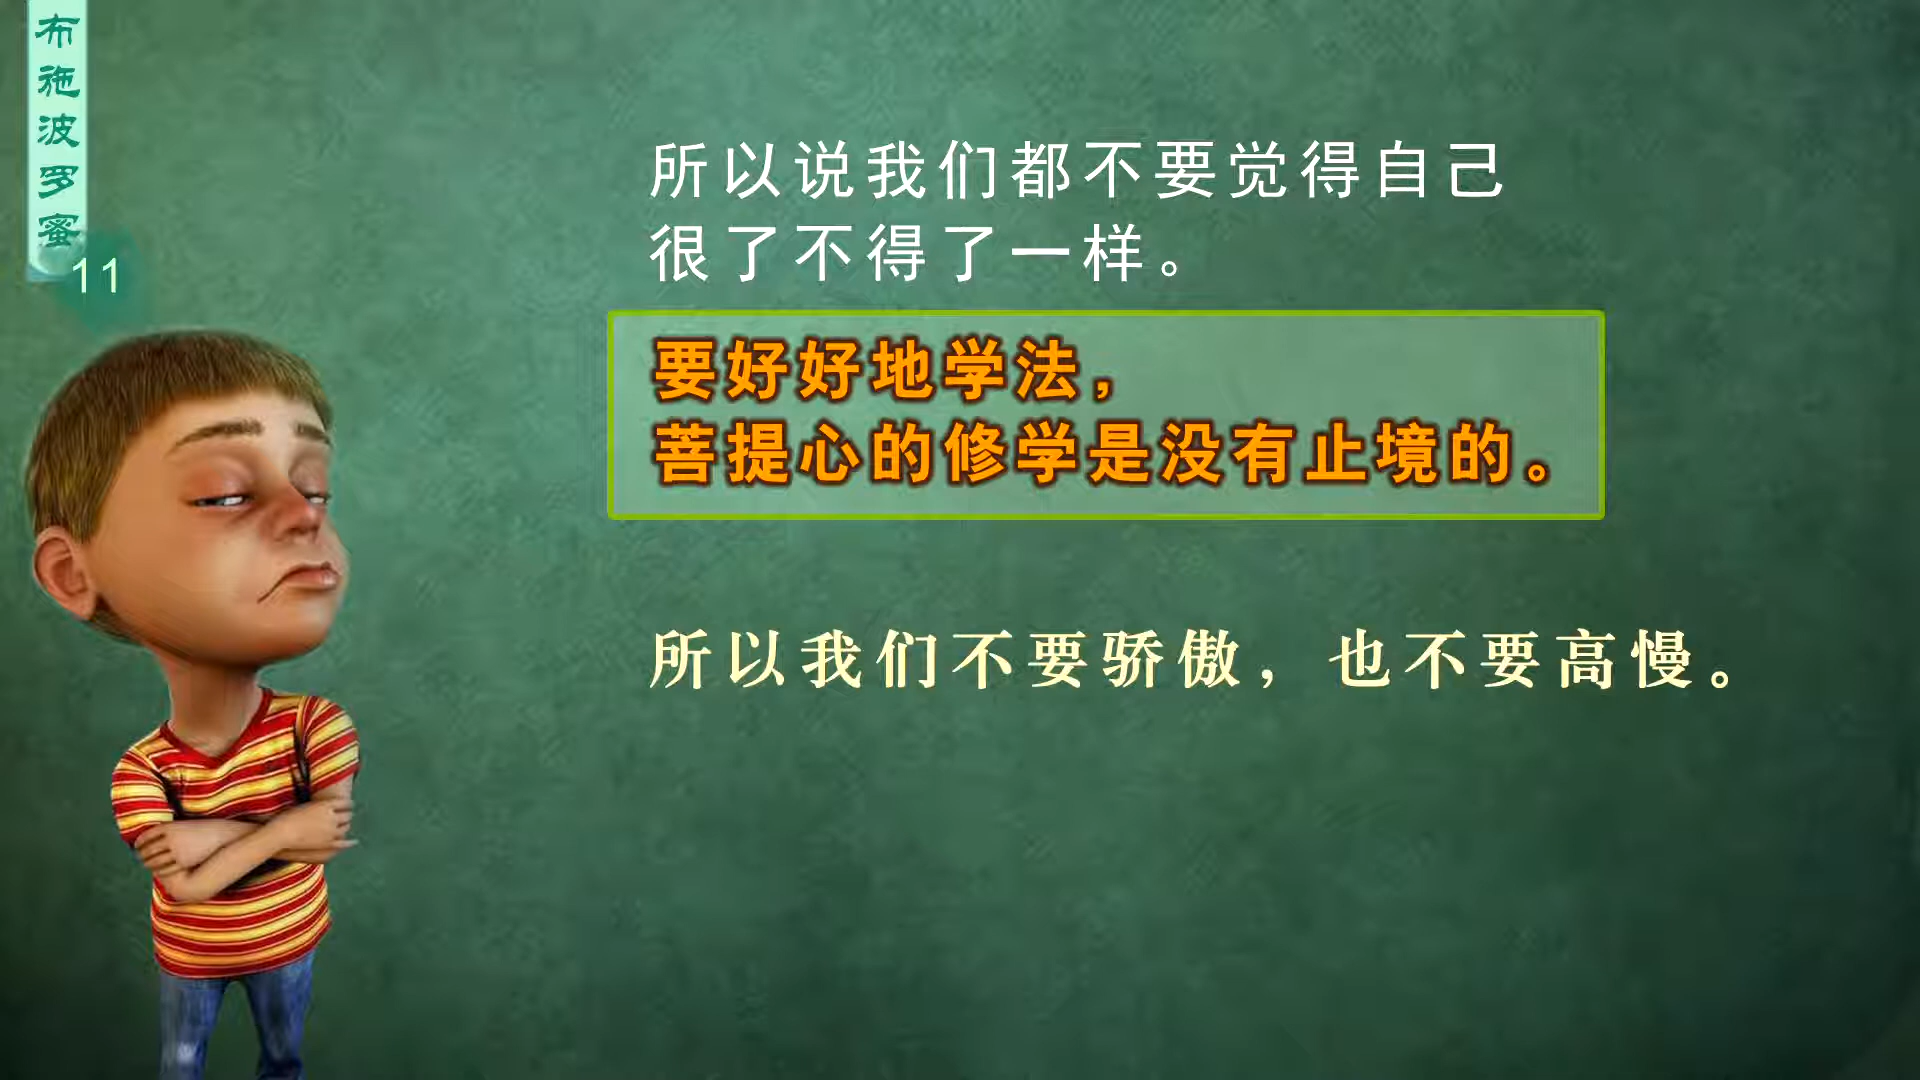 布施波罗蜜
11
所以说我们都不要觉得自己
很了不得了一样。
要好好地学法，
菩提心的修学是没有止境的。
所以我们不要骄傲，也不要高慢。